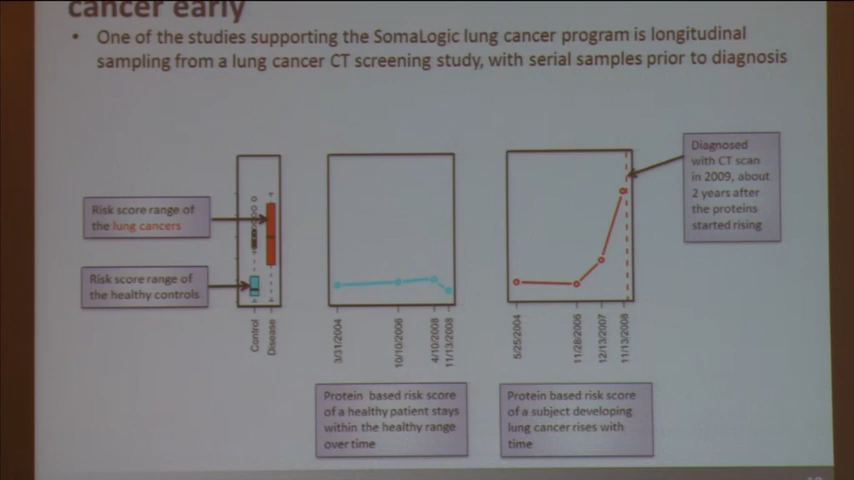 cancer early
• One of the studies supporting the SomaLogic lung cancer program is longitudinal
sampling from a lung cancer CT screening study, with serial samples prior to diagnosis
Risk score range of
the lung cancers
Risk score range of
the healthy controls
Control
Disease
3/31/2004
10/10/2006
4/10/2008
11/13/2008
5/25/2004
11/28/2006
12/13/2007
11/13/2008
Diagnosed
with CT scan
in 2009, about
2 years after
the proteins
started rising
Protein based risk score
of a healthy patient stays
within the healthy range
over time
Protein based risk score
of a subject developing
lung cancer rises with
time